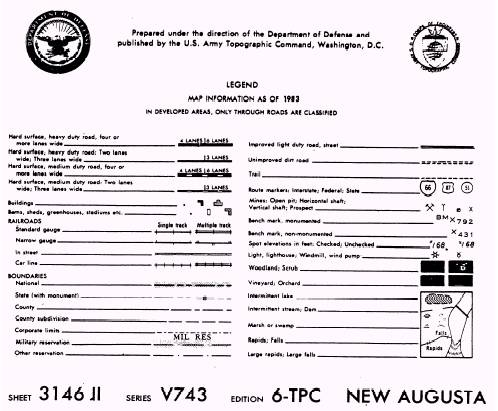 DEPARTMENT OF DEFENSE
Prepared under the direction of the Department of Defense and
published by the U.S. Army Topographic Command, Washington, D.C.
LEGEND
MAP INFORMATION AS OF 1983
IN DEVELOPED AREAS, ONLY THROUGH ROADS ARE CLASSIFIED
Hard surface, heavy duty road, four or
more lanes wide 4 LANES 6 LANES
Hard surface, heavy duty road: Two lanes
wide; Three lanes wide 3 LANES
Hard surface, medium duty road, four or
more lanes wide 4 LANES 6 LANES
Hard surface, medium duty road: Two lanes
wide; Three lanes wide 3 LANES
Buildings
Barns, sheds, greenhouses, stadiums etc.
RAILROADS Single track Multiple track
Standard gauge
Narrow gauge
In street
Car line
BOUNDARIES
National
State (with monument)
County
County subdivision
Corporate limits
Military reservation MIL RES
Other reservation
Improved light duty road, street
Unimproved dirt road
Trail
Route markers: Interstate; Federal; State 66 87 51
Mines: Open pit; Horizontal shaft;
Vertical shaft; Prospect X
Bench mark, monumented BM X 792
Bench mark, non-monumented X 431
Spot elevations in feet: Checked; Unchecked 168 168
Light, lighthouse; Windmill, wind pump
Woodland; Scrub
Vineyard; Orchard
Intermittent lake
Intermittent stream; Dam
Marsh or swamp
Rapids; Falls
Large rapids; Large falls
Falls
Rapids
SHEET 3146 II SERIES V743 EDITION 6-TPC NEW AUGUSTA